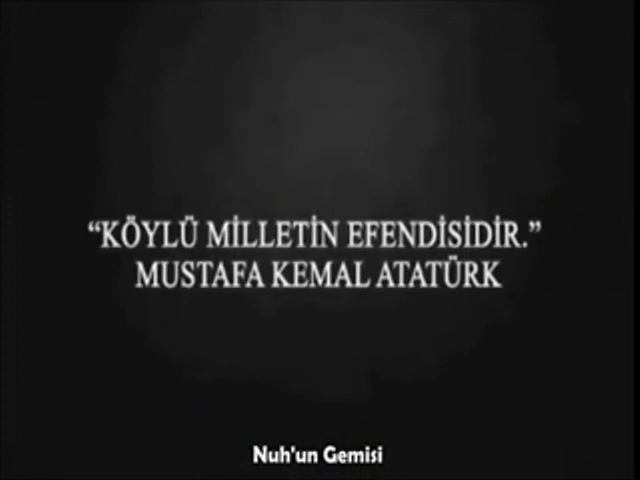 “KÖYLÜ MİLLETİN EFENDİSİDİR.”
MUSTAFA KEMAL ATATÜRK
Nuh'un Gemisi